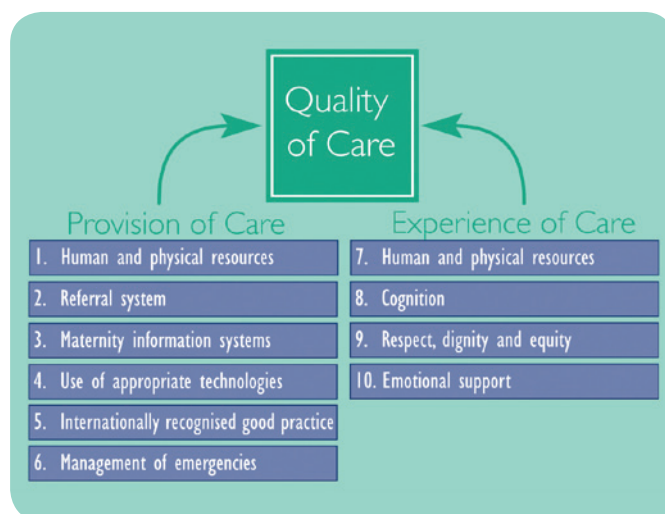 Quality
of Care
Provision of Care
1. Human and physical resources
2. Referral system
3. Maternity information systems
4. Use of appropriate technologies
5. Internationally recognised good practice
6. Management of emergencies
Experience of Care
7. Human and physical resources
8. Cognition
9. Respect, dignity and equity
10. Emotional support